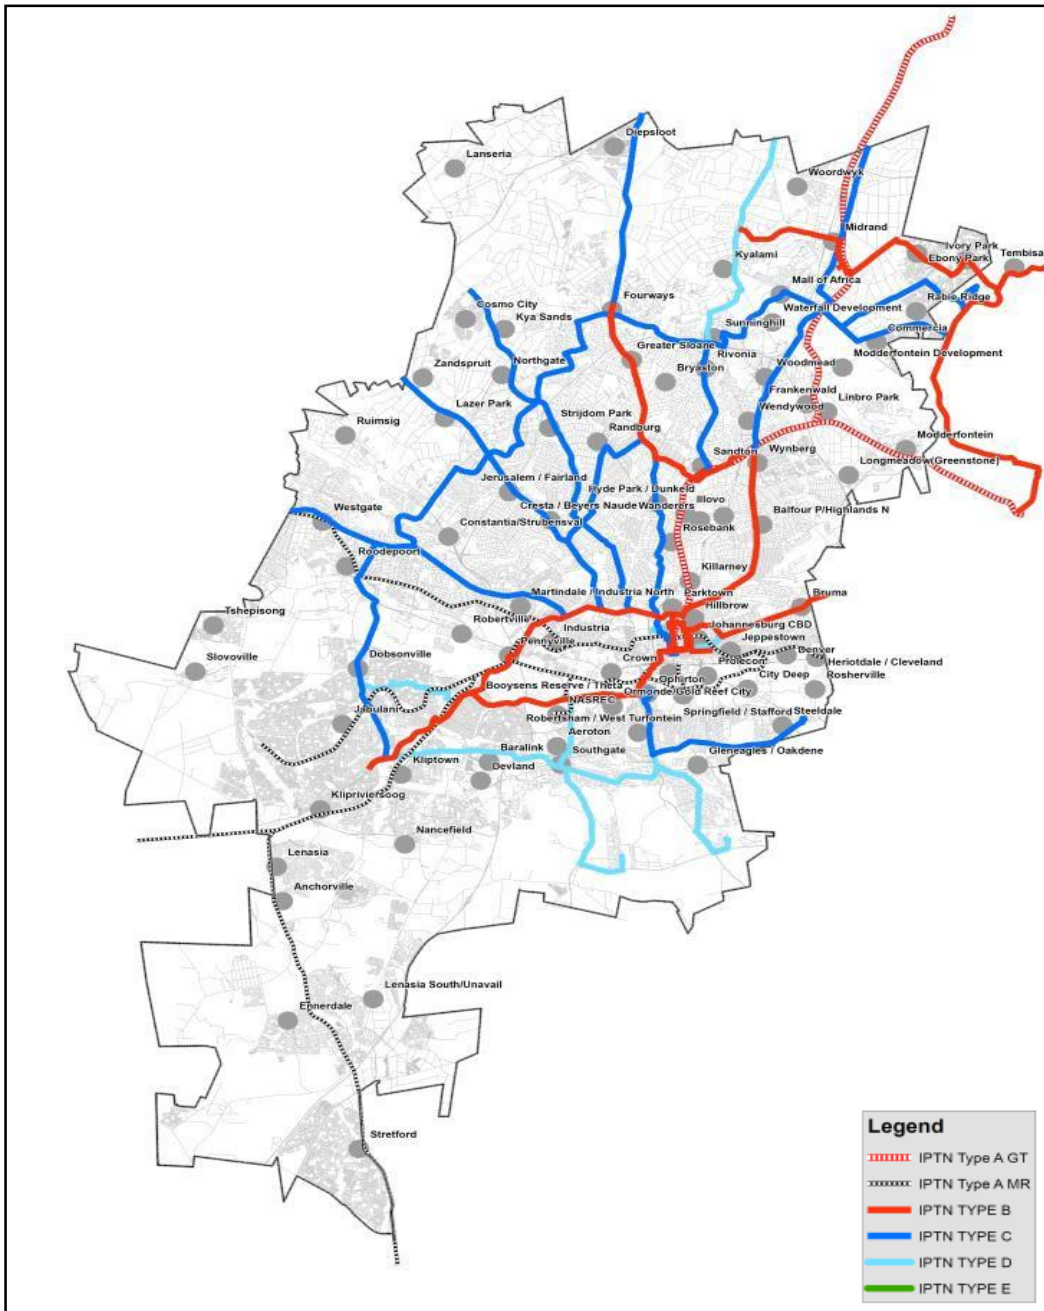 Diepsloot
Lanseria
Woordwyk
Midrand
Ivory Park
Ebony Park
Tembisa
Kyalami
Mall of Africa
Cosmo City
Fourways
Waterfall Development
Rabie Ridge
Kya Sands
Sunninghill
Commercia
Greater Sloane
Rivonia
Modderfontein Development
Zandspruit
Northgate
Bryaston
Woodmead
Frankenwald
Lazer Park
Linbro Park
Wendywood
Ruimsig
Strijdom Park
Randburg
Modderfontein
Sandton
Wynberg
Longmeadow(Greenstone)
Jerusalem / Fairland
Hyde Park / Dunkeld
Westgate
Cresta / Beyers Naude
Wanderers
Illovo
Constantia/Strubensval
Rosebank
Balfour P/Highlands N
Roodepoort
Killarney
Martindale / Industria North
Parktown
Bruma
Tshepisong
Robertville
Hillbrow
Industria
Johannesburg CBD
Pennyville
Jeppestown
Slovoville
Dobsonville
Crown
Prolecon
Denver
Heriotdale / Cleveland
Ophirton
City Deep
Rosherville
Booysens Reserve / Theta
Ormonde/Gold Reef City
Jabulani
NASREC
Springfield / Stafford
Steeldale
Robertsham / West Turfontein
Aeroton
Baralink
Southgate
Gleneagles / Oakdene
Kliptown
Devland
Klipriviersoog
Nancefield
Lenasia
Anchorville
Lenasia South/Unavail
Ennerdale
Stretford
Legend
IPTN Type A GT
IPTN Type A MR
IPTN TYPE B
IPTN TYPE C
IPTN TYPE D
IPTN TYPE E